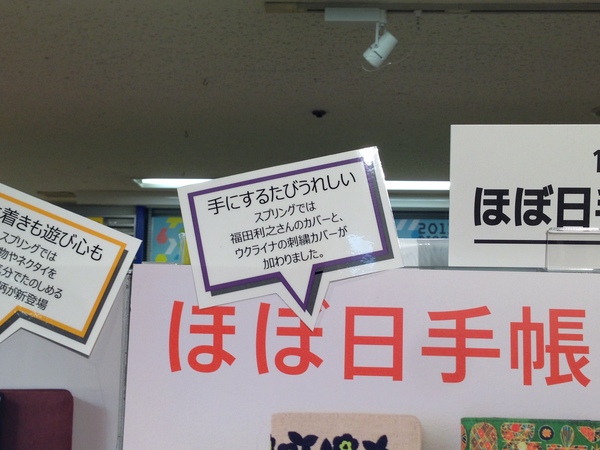 手にするたびうれしい
スプリングでは
福田利之さんのカバーと、
ウクライナの刺繍カバーが
加わりました。
着きも遊び心も
スプリングでは
物やネクタイを
分でたのしめる
柄が新登場
ほぼ日
ほぼ日手帳
201